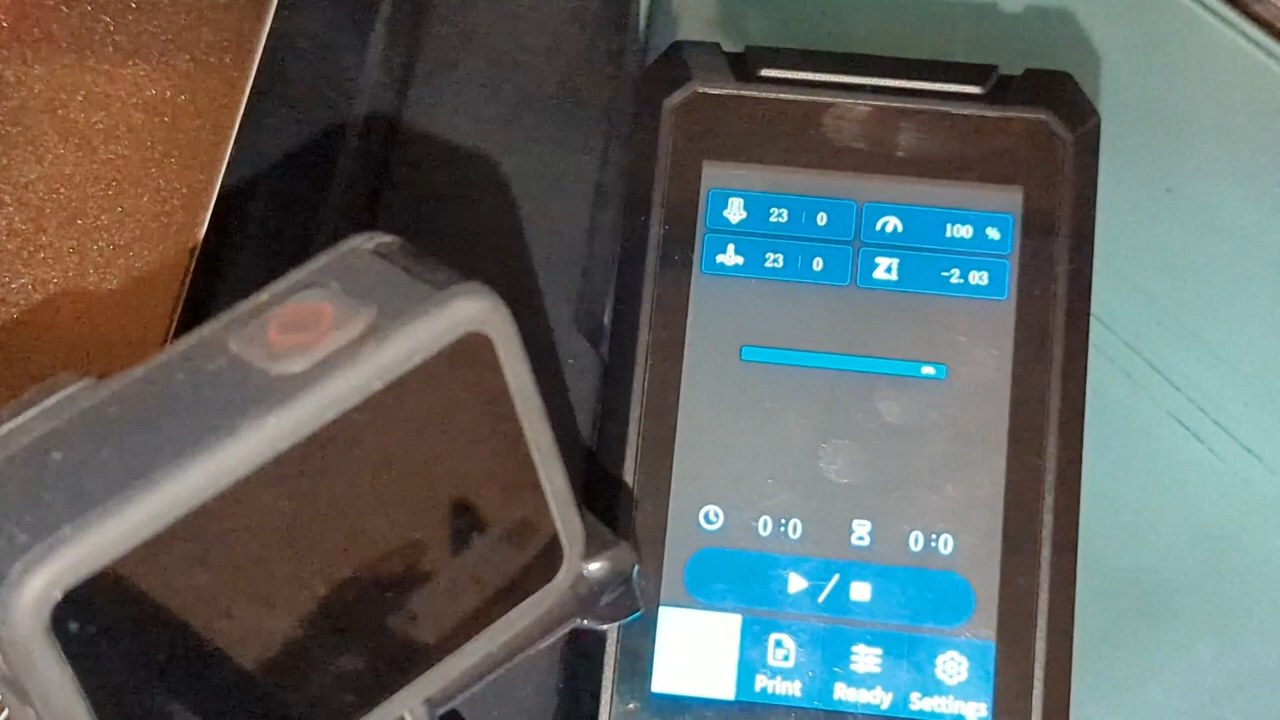 23 | 0
100 %
23 | 0
Z -2.03
0:0
0:0
/
Print
Ready
Settings